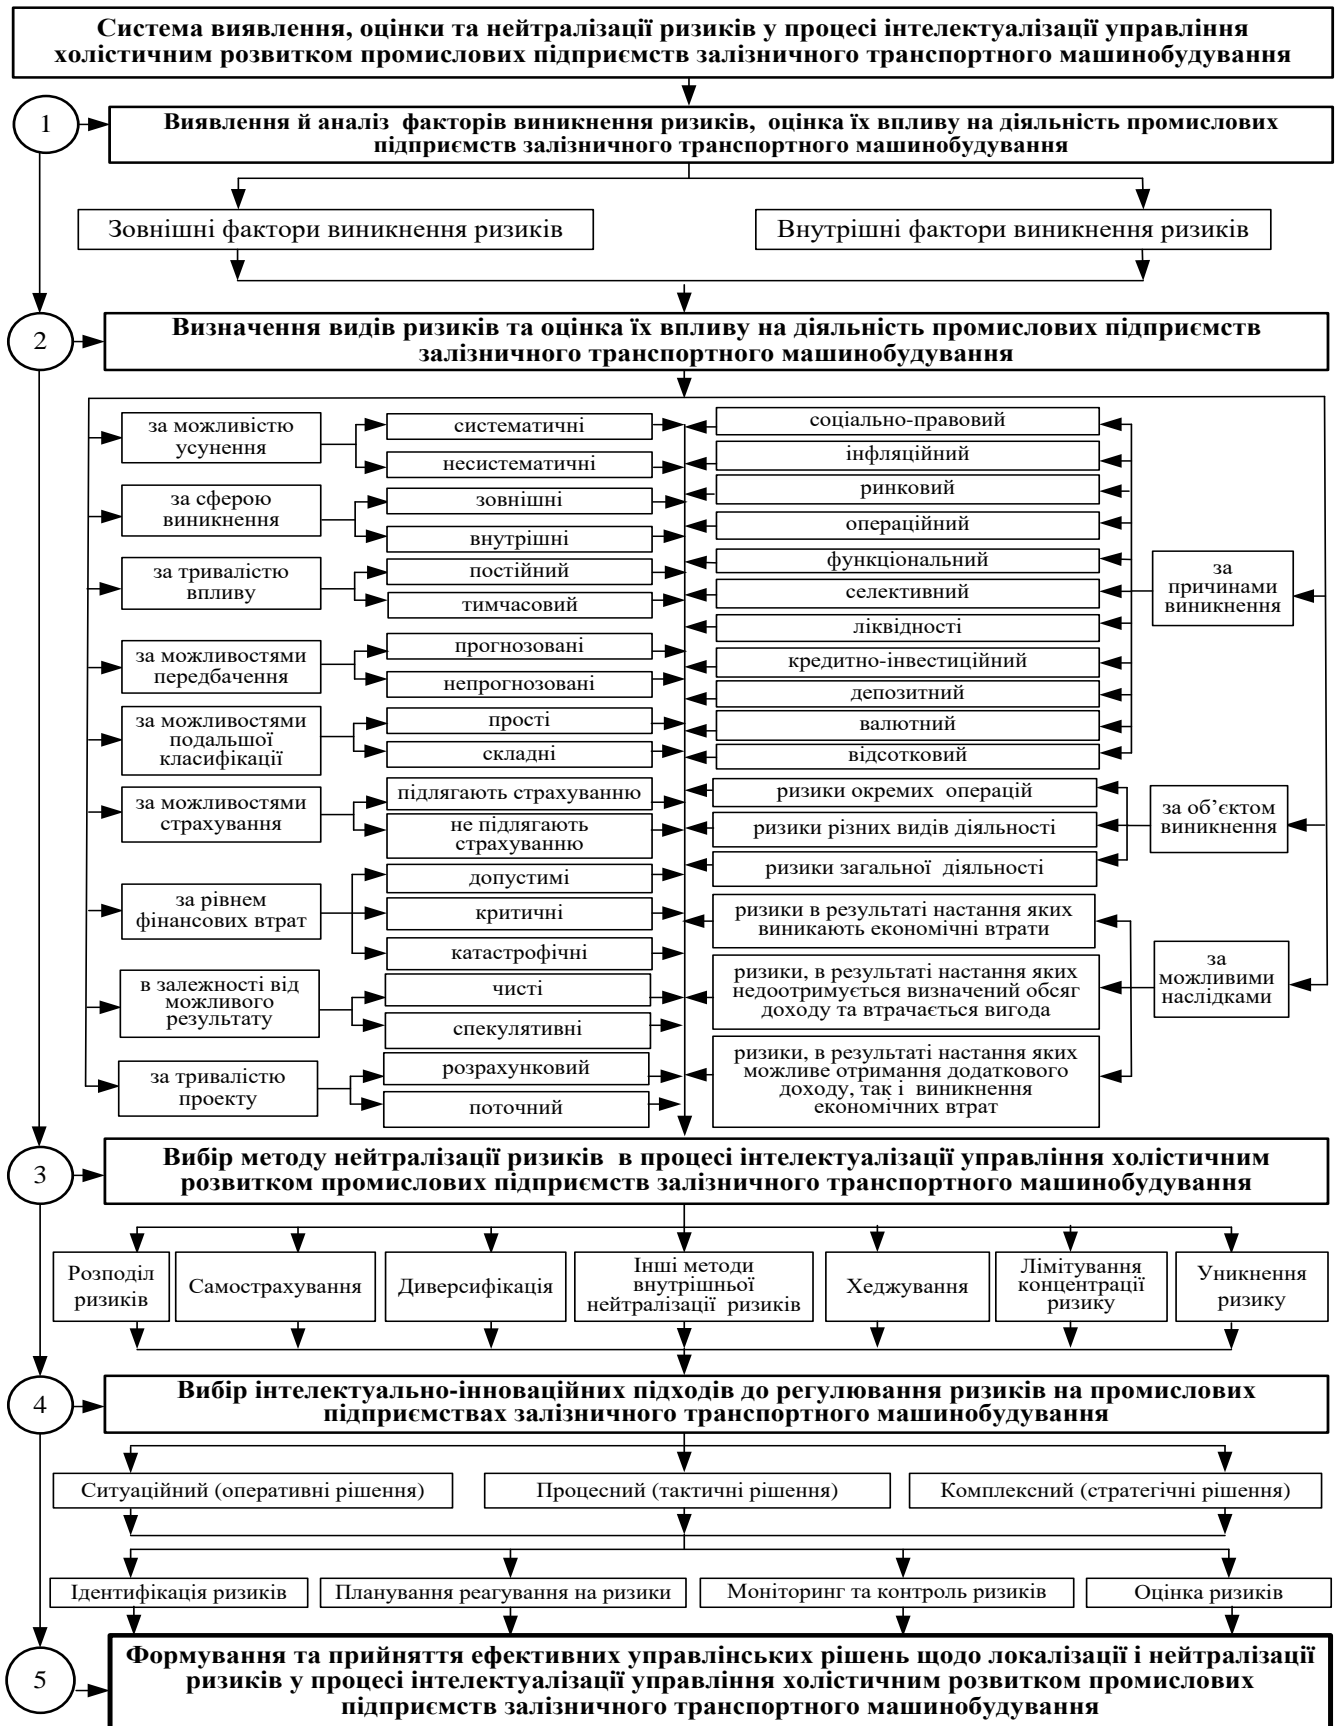 Система виявлення, оцінки та нейтралізації ризиків у процесі інтелектуалізації управління
холістичним розвитком промислових підприємств залізничного транспортного машинобудування
1
Виявлення й аналіз факторів виникнення ризиків, оцінка їх впливу на діяльність промислових
підприємств залізничного транспортного машинобудування
Зовнішні фактори виникнення ризиків
Внутрішні фактори виникнення ризиків
2
Визначення видів ризиків та оцінка їх впливу на діяльність промислових підприємств
залізничного транспортного машинобудування
за можливістю
усунення
систематичні
несистематичні
за сферою
виникнення
зовнішні
внутрішні
за тривалістю
впливу
постійний
тимчасовий
за можливостями
передбачення
прогнозовані
непрогнозовані
за можливостями
подальшої
класифікації
прості
складні
за можливостями
страхування
підлягають страхуванню
не підлягають
страхуванню
за рівнем
фінансових втрат
допустимі
критичні
катастрофічні
в залежності від
можливого
результату
чисті
спекулятивні
за тривалістю
проекту
розрахунковий
поточний
соціально-правовий
інфляційний
ринковий
операційний
функціональний
селективний
ліквідності
кредитно-інвестиційний
депозитний
валютний
відсотковий
за
причинами
виникнення
ризики окремих операцій
ризики різних видів діяльності
ризики загальної діяльності
за об’єктом
виникнення
ризики в результаті настання яких
виникають економічні втрати
ризики, в результаті настання яких
недоотримується визначений обсяг
доходу та втрачається вигода
ризики, в результаті настання яких
можливе отримання додаткового
доходу, так і виникнення
економічних втрат
за
можливими
наслідками
3
Вибір методу нейтралізації ризиків в процесі інтелектуалізації управління холістичним
розвитком промислових підприємств залізничного транспортного машинобудування
Розподіл
ризиків
Самострахування
Диверсифікація
Інші методи
внутрішньої
нейтралізації ризиків
Хеджування
Лімітування
концентрації
ризику
Уникнення
ризику
4
Вибір інтелектуально-інноваційних підходів до регулювання ризиків на промислових
підприємствах залізничного транспортного машинобудування
Ситуаційний (оперативні рішення)
Процесний (тактичні рішення)
Комплексний (стратегічні рішення)
Ідентифікація ризиків
Планування реагування на ризики
Моніторинг та контроль ризиків
Оцінка ризиків
5
Формування та прийняття ефективних управлінських рішень щодо локалізації і нейтралізації
ризиків у процесі інтелектуалізації управління холістичним розвитком промислових
підприємств залізничного транспортного машинобудування